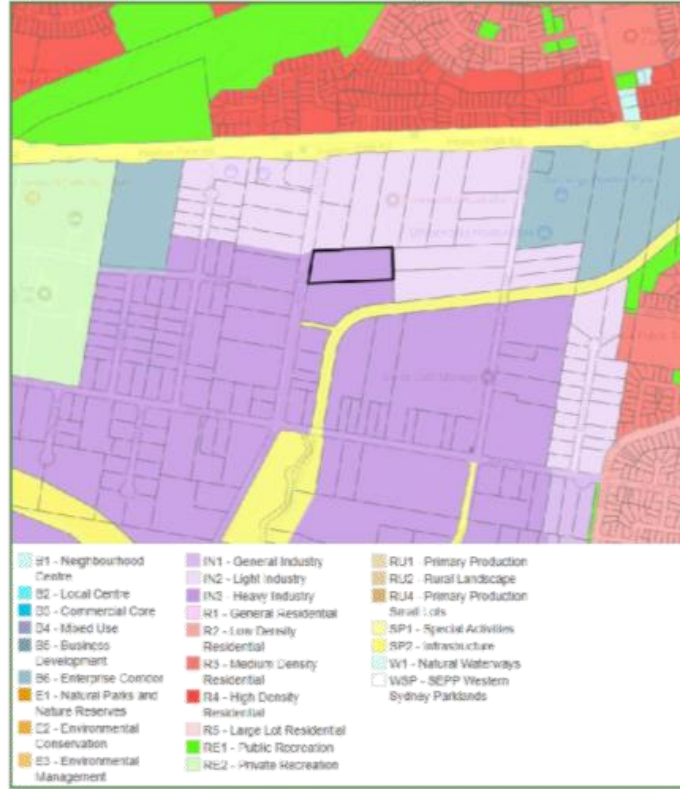 B1 - Neighbourhood
Centre
B2 - Local Centre
B3 - Commercial Core
B4 - Mixed Use
B5 - Business
Development
B6 - Enterprise Corridor
E1 - Natural Parks and
Nature Reserves
E2 - Environmental
Conservation
E3 - Environmental
Management
IN1 - General Industry
IN2 - Light Industry
IN3 - Heavy Industry
R1 - General Residential
R2 - Low Density
Residential
R3 - Medium Density
Residential
R4 - High Density
Residential
R5 - Large Lot Residential
RE1 - Public Recreation
RE2 - Private Recreation
RU1 - Primary Production
RU2 - Rural Landscape
RU4 - Primary Production
Small Lots
SP1 - Special Activities
SP2 - Infrastructure
W1 - Natural Waterways
WSP - SEPP Western
Sydney Parklands